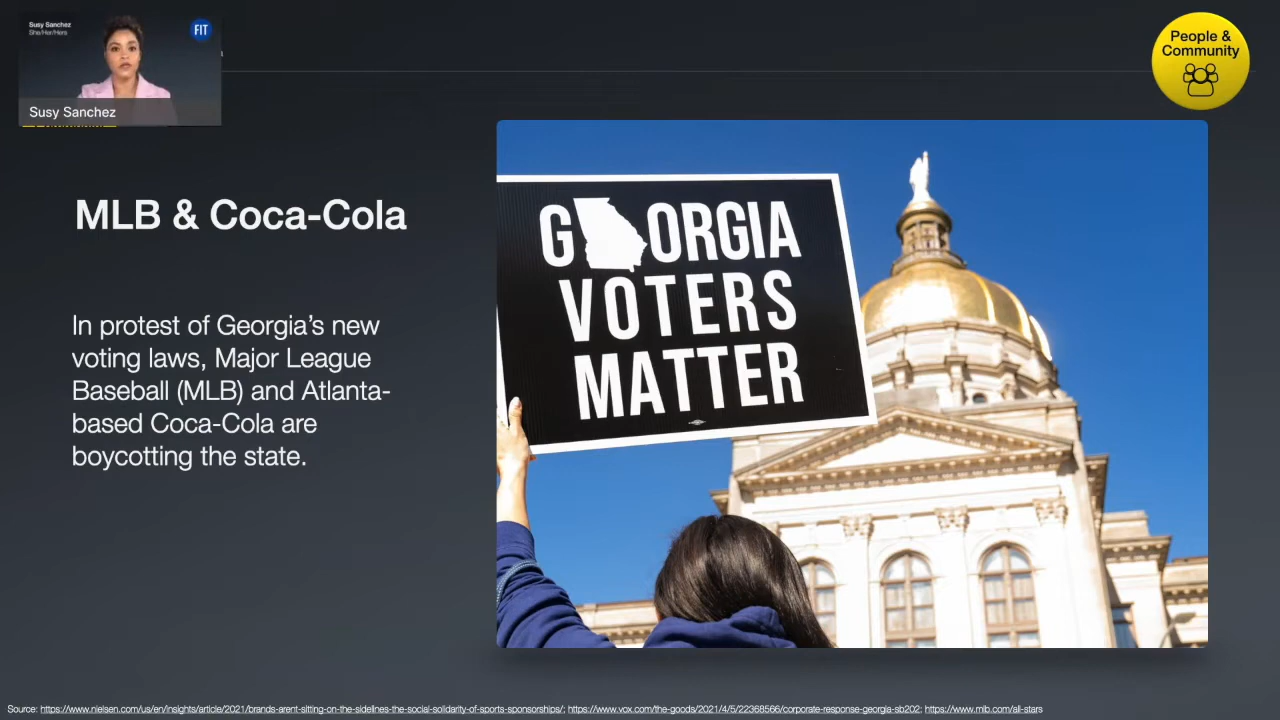 Susy Sanchez
She/Her/Hers
FIT
Susy Sanchez
People &
Community
MLB & Coca-Cola
In protest of Georgia's new
voting laws, Major League
Baseball (MLB) and Atlanta-
based Coca-Cola are
boycotting the state.
G ORGIA
VOTERS
MATTER
Source: https://www.nielsen.com/us/en/insights/article/2021/brands-arent-sitting-on-the-sidelines-the-social-solidarity-of-sports-sponsorships/; https://www.vox.com/the-goods/2021/4/5/22368566/corporate-response-georgia-sb202; https://www.mlb.com/all-stars